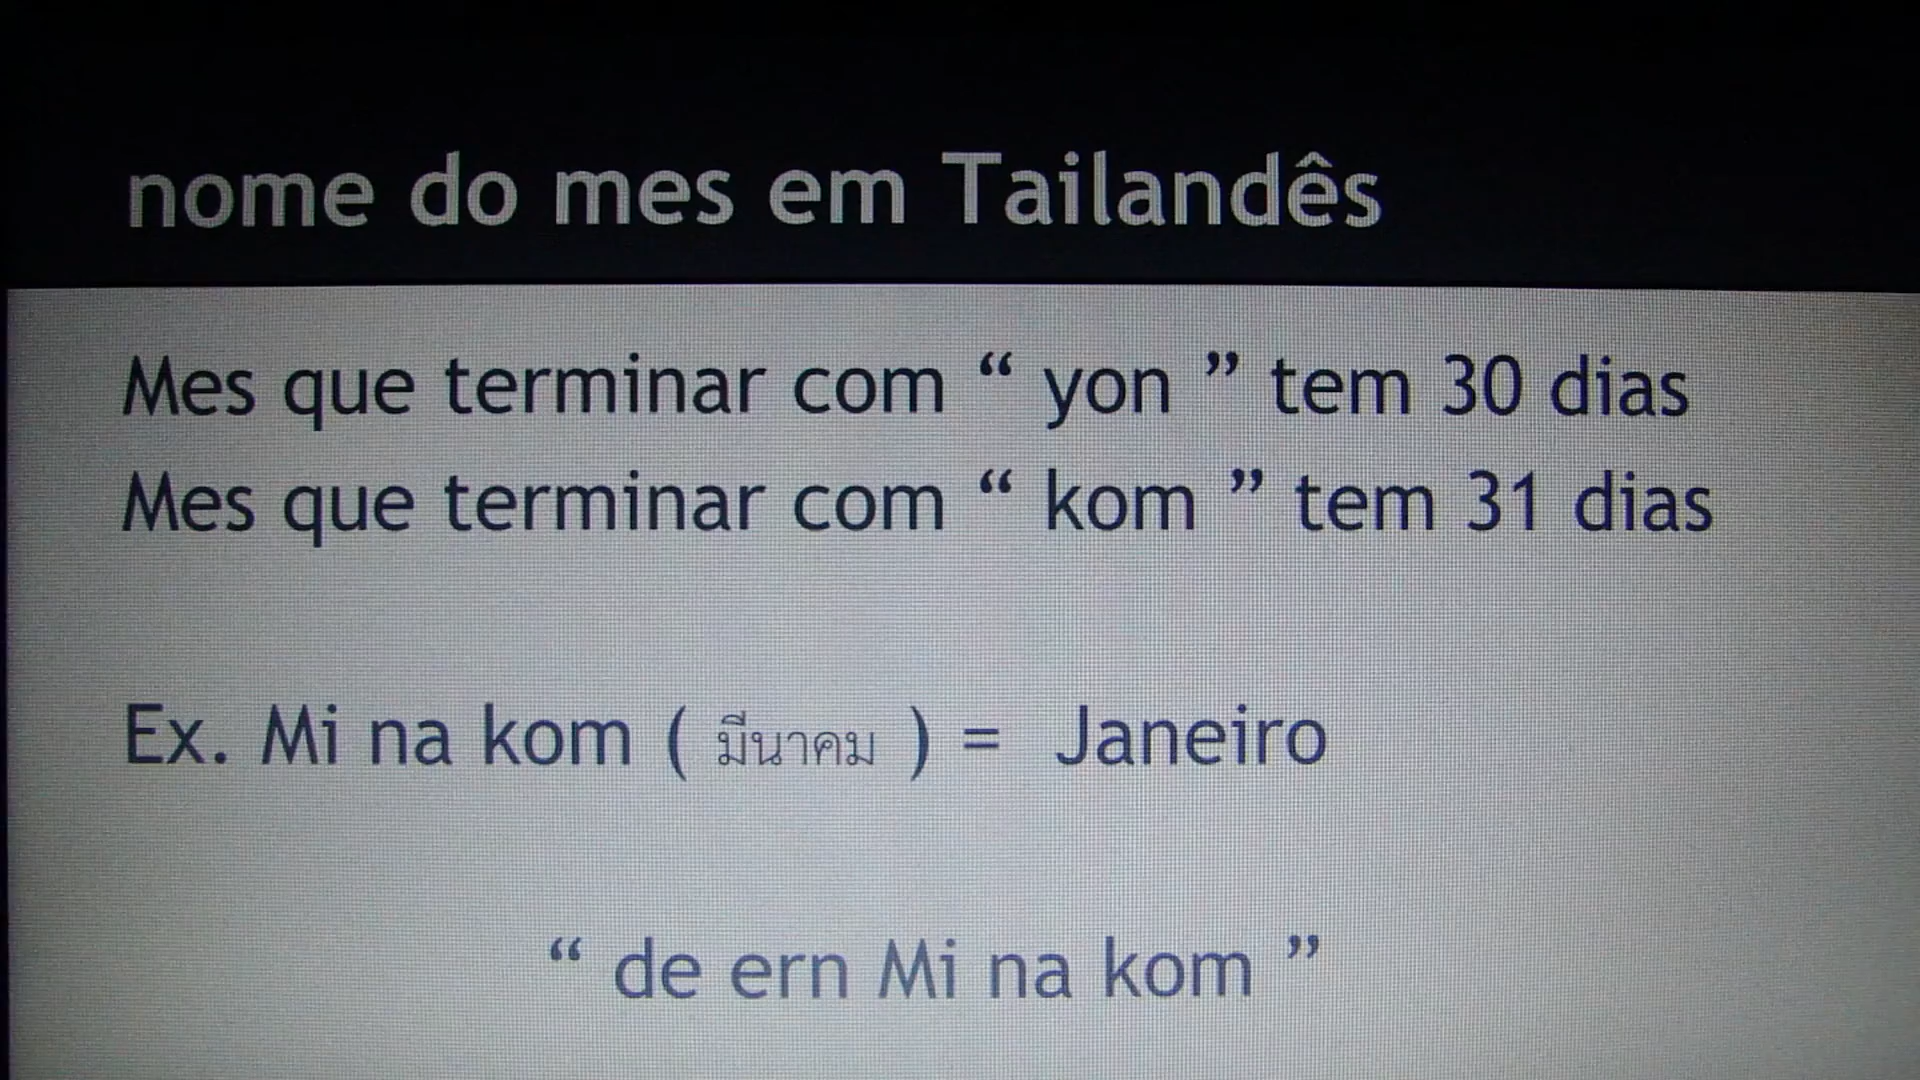 nome do mes em Tailandês
Mes que terminar com “ yon ” tem 30 dias
Mes que terminar com “ kom ” tem 31 dias
Ex. Mi na kom ( มีนาคม ) = Janeiro
“ de ern Mi na kom ”